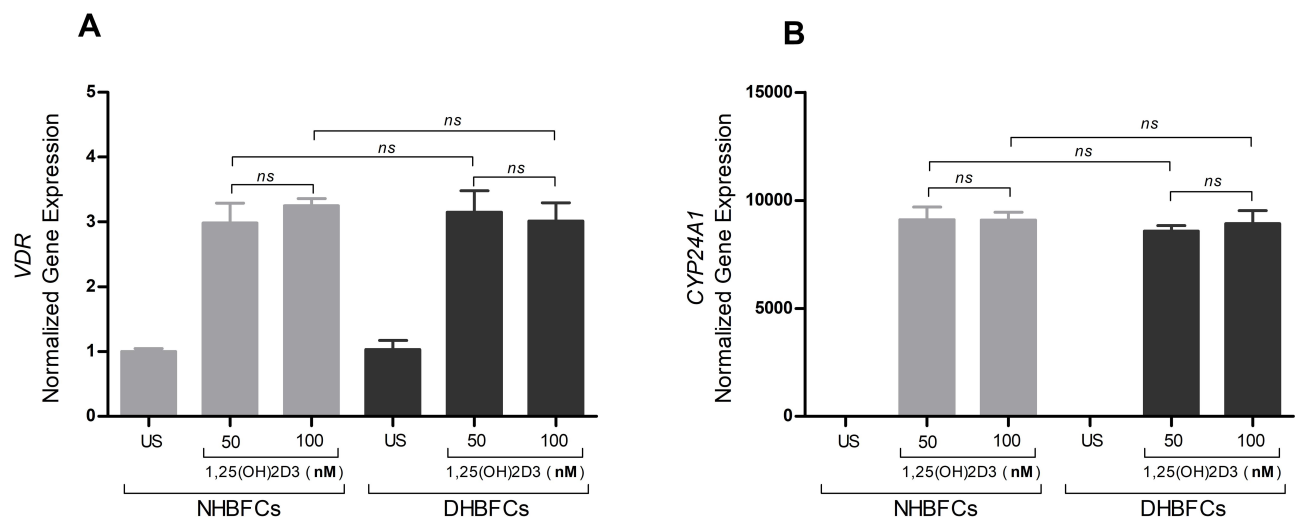 A
VDR
Normalized Gene Expression
5
4
3
2
1
0
ns
ns
ns
ns
US
50
100
US
50
100
1,25(OH)2D3 ( nM )
1,25(OH)2D3 ( nM )
NHBFCs
DHBFCs
B
CYP24A1
Normalized Gene Expression
15000
10000
5000
0
ns
ns
ns
ns
US
50
100
US
50
100
1,25(OH)2D3 ( nM )
1,25(OH)2D3 ( nM )
NHBFCs
DHBFCs